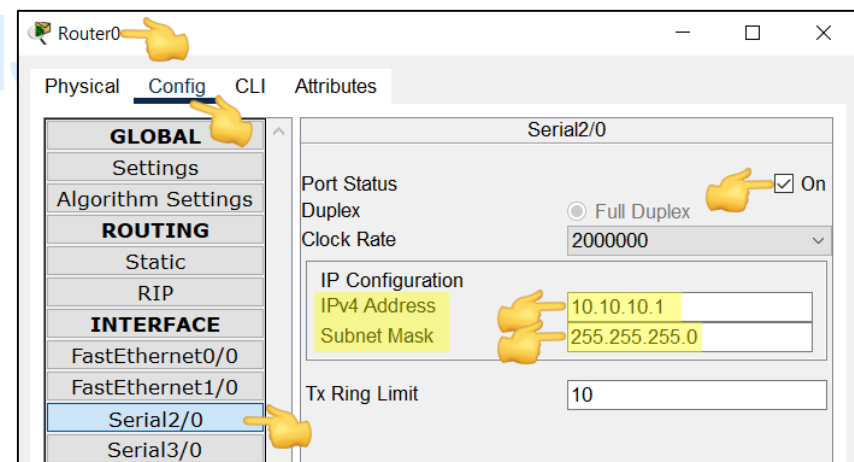 Router0
Physical Config CLI Attributes
GLOBAL
Settings
Algorithm Settings
ROUTING
Static
RIP
INTERFACE
FastEthernet0/0
FastEthernet1/0
Serial2/0
Serial3/0
Serial2/0
Port Status On
Duplex Full Duplex
Clock Rate 2000000
IP Configuration
IPv4 Address 10.10.10.1
Subnet Mask 255.255.255.0
Tx Ring Limit 10